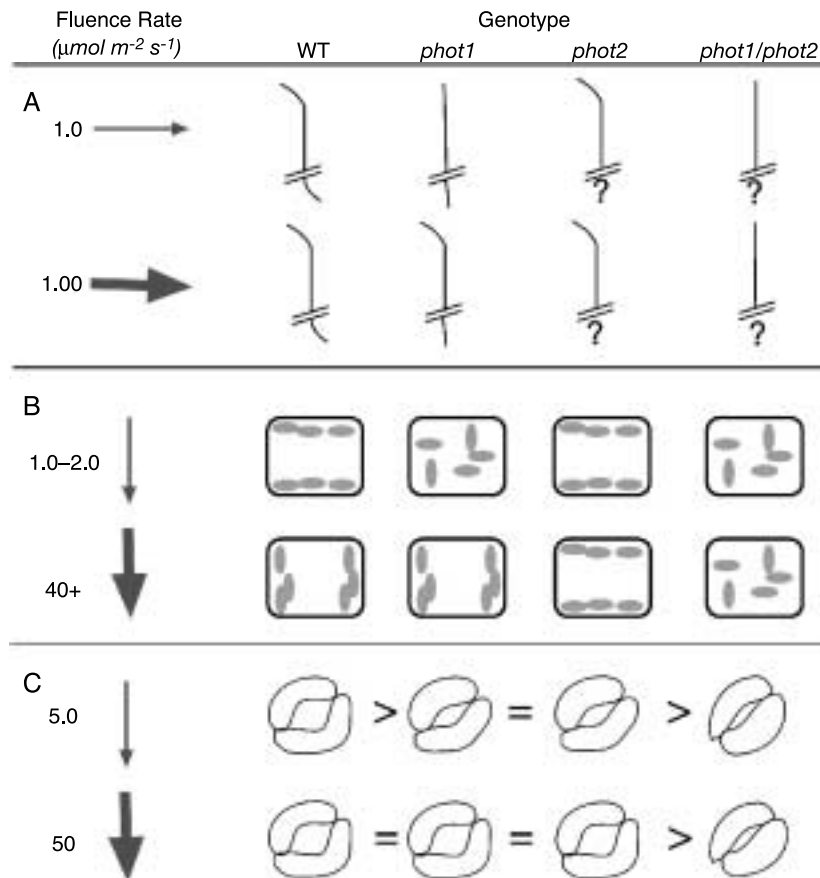 Fluence Rate Genotype
(μmol m-2 s-1) WT phot1 phot2 phot1/phot2
A
1.0
? ?
1.00
? ?
B
1.0–2.0
40+
C
5.0 > = >
50 = = >